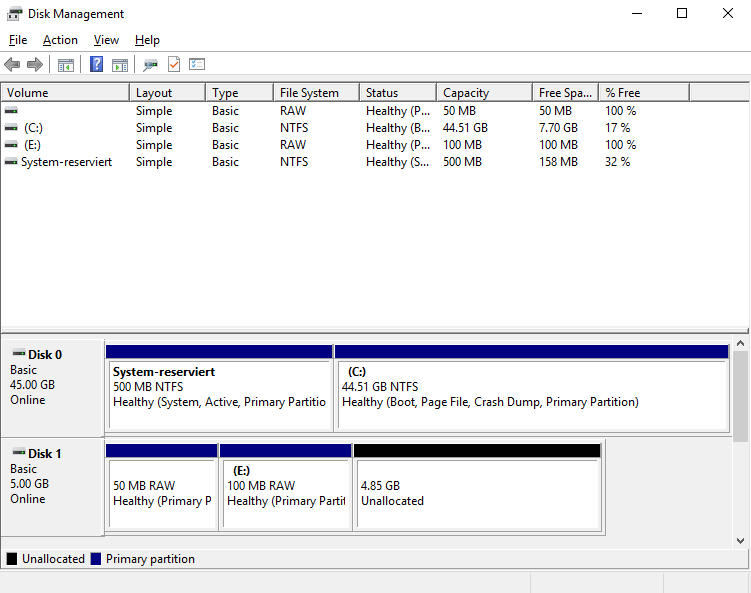 Disk Management
File Action View Help
Volume Layout Type File System Status Capacity Free Spa... % Free
Simple Basic RAW Healthy (P... 50 MB 50 MB 100 %
(C:) Simple Basic NTFS Healthy (B... 44.51 GB 7.70 GB 17 %
(E:) Simple Basic RAW Healthy (P... 100 MB 100 MB 100 %
System-reserviert Simple Basic NTFS Healthy (S... 500 MB 158 MB 32 %
Disk 0
Basic
45.00 GB
Online
System-reserviert
500 MB NTFS
Healthy (System, Active, Primary Partitio
(C:)
44.51 GB NTFS
Healthy (Boot, Page File, Crash Dump, Primary Partition)
Disk 1
Basic
5.00 GB
Online
50 MB RAW
Healthy (Primary P
(E:)
100 MB RAW
Healthy (Primary Partit
4.85 GB
Unallocated
Unallocated Primary partition